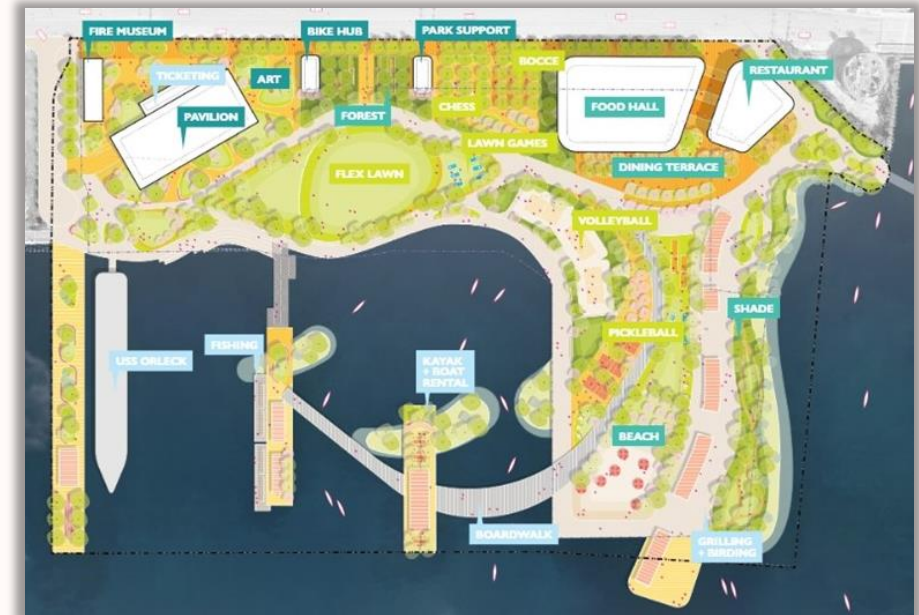 FIRE MUSEUM
BIKE HUB
PARK SUPPORT
BOCCE
TICKETING
ART
RESTAURANT
PAVILION
FOREST
CHESS
FOOD HALL
LAWN GAMES
FLEX LAWN
DINING TERRACE
VOLLEYBALL
SHADE
PICKLEBALL
FISHING
USS ORLECK
KAYAK
+ BOAT
RENTAL
BEACH
BOARDWALK
GRILLING
+ BIRDING